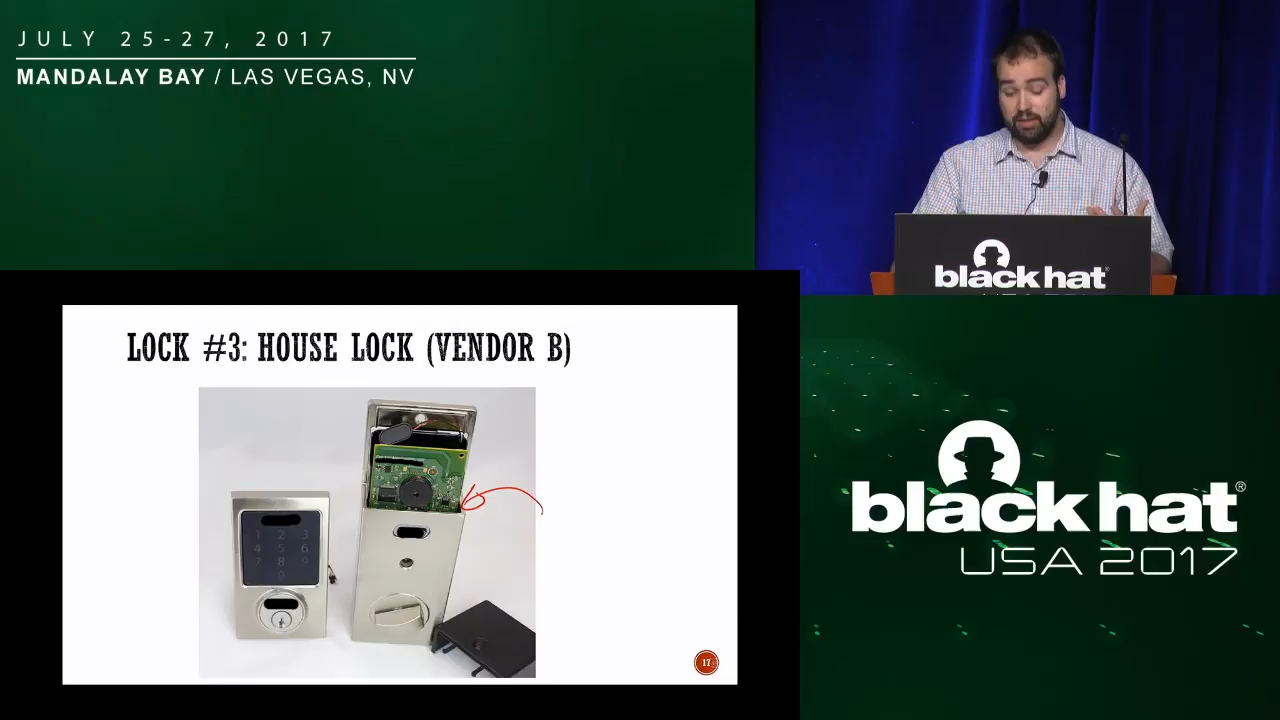 JULY 25-27, 2017
MANDALAY BAY / LAS VEGAS, NV
black hat
LOCK #3: HOUSE LOCK (VENDOR B)
1 2 3
4 5 6
7 8 9
0
17
black hat®
USA 2017